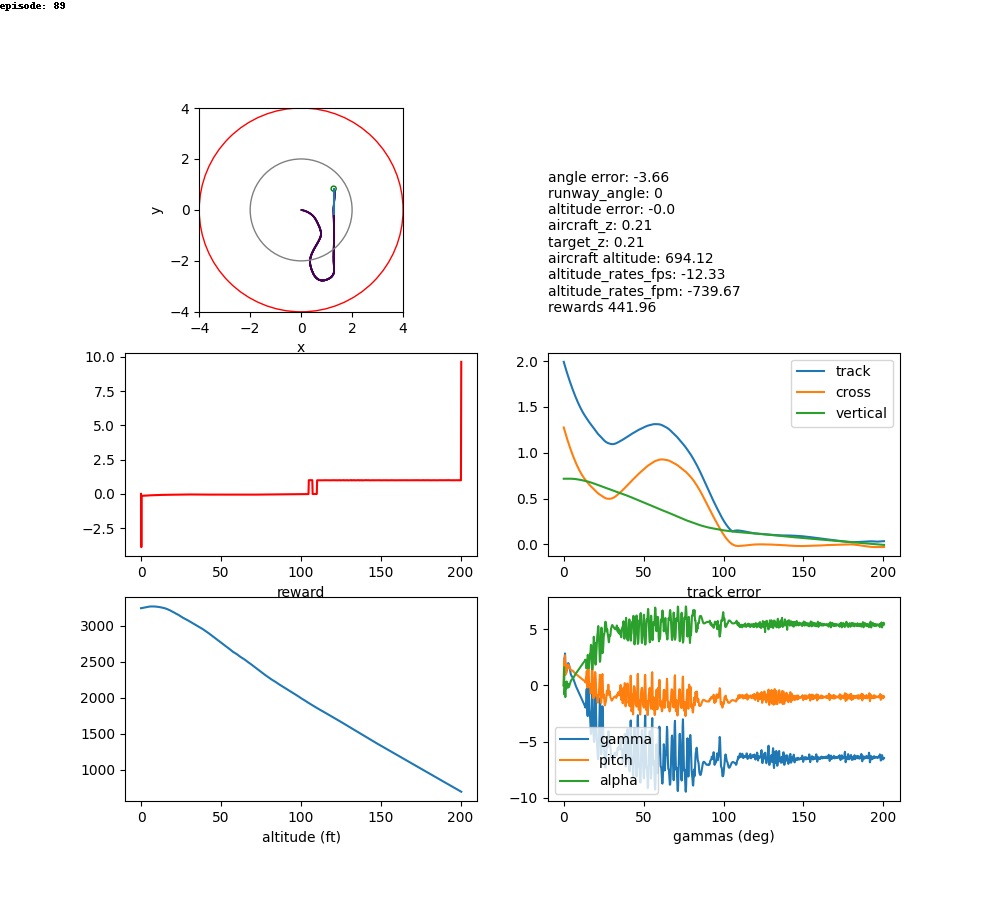 episode: 89
4
2
0
−2
−4
y
−4 −2 0 2 4
x
angle error: -3.66
runway_angle: 0
altitude error: -0.0
aircraft_z: 0.21
target_z: 0.21
aircraft altitude: 694.12
altitude_rates_fps: -12.33
altitude_rates_fpm: -739.67
rewards 441.96
10.0
7.5
5.0
2.5
0.0
−2.5
0 50 100 150 200
reward
2.0
1.5
1.0
0.5
0.0
track
cross
vertical
0 50 100 150 200
track error
3000
2500
2000
1500
1000
0 50 100 150 200
altitude (ft)
5
0
−5
−10
gamma
pitch
alpha
0 50 100 150 200
gammas (deg)